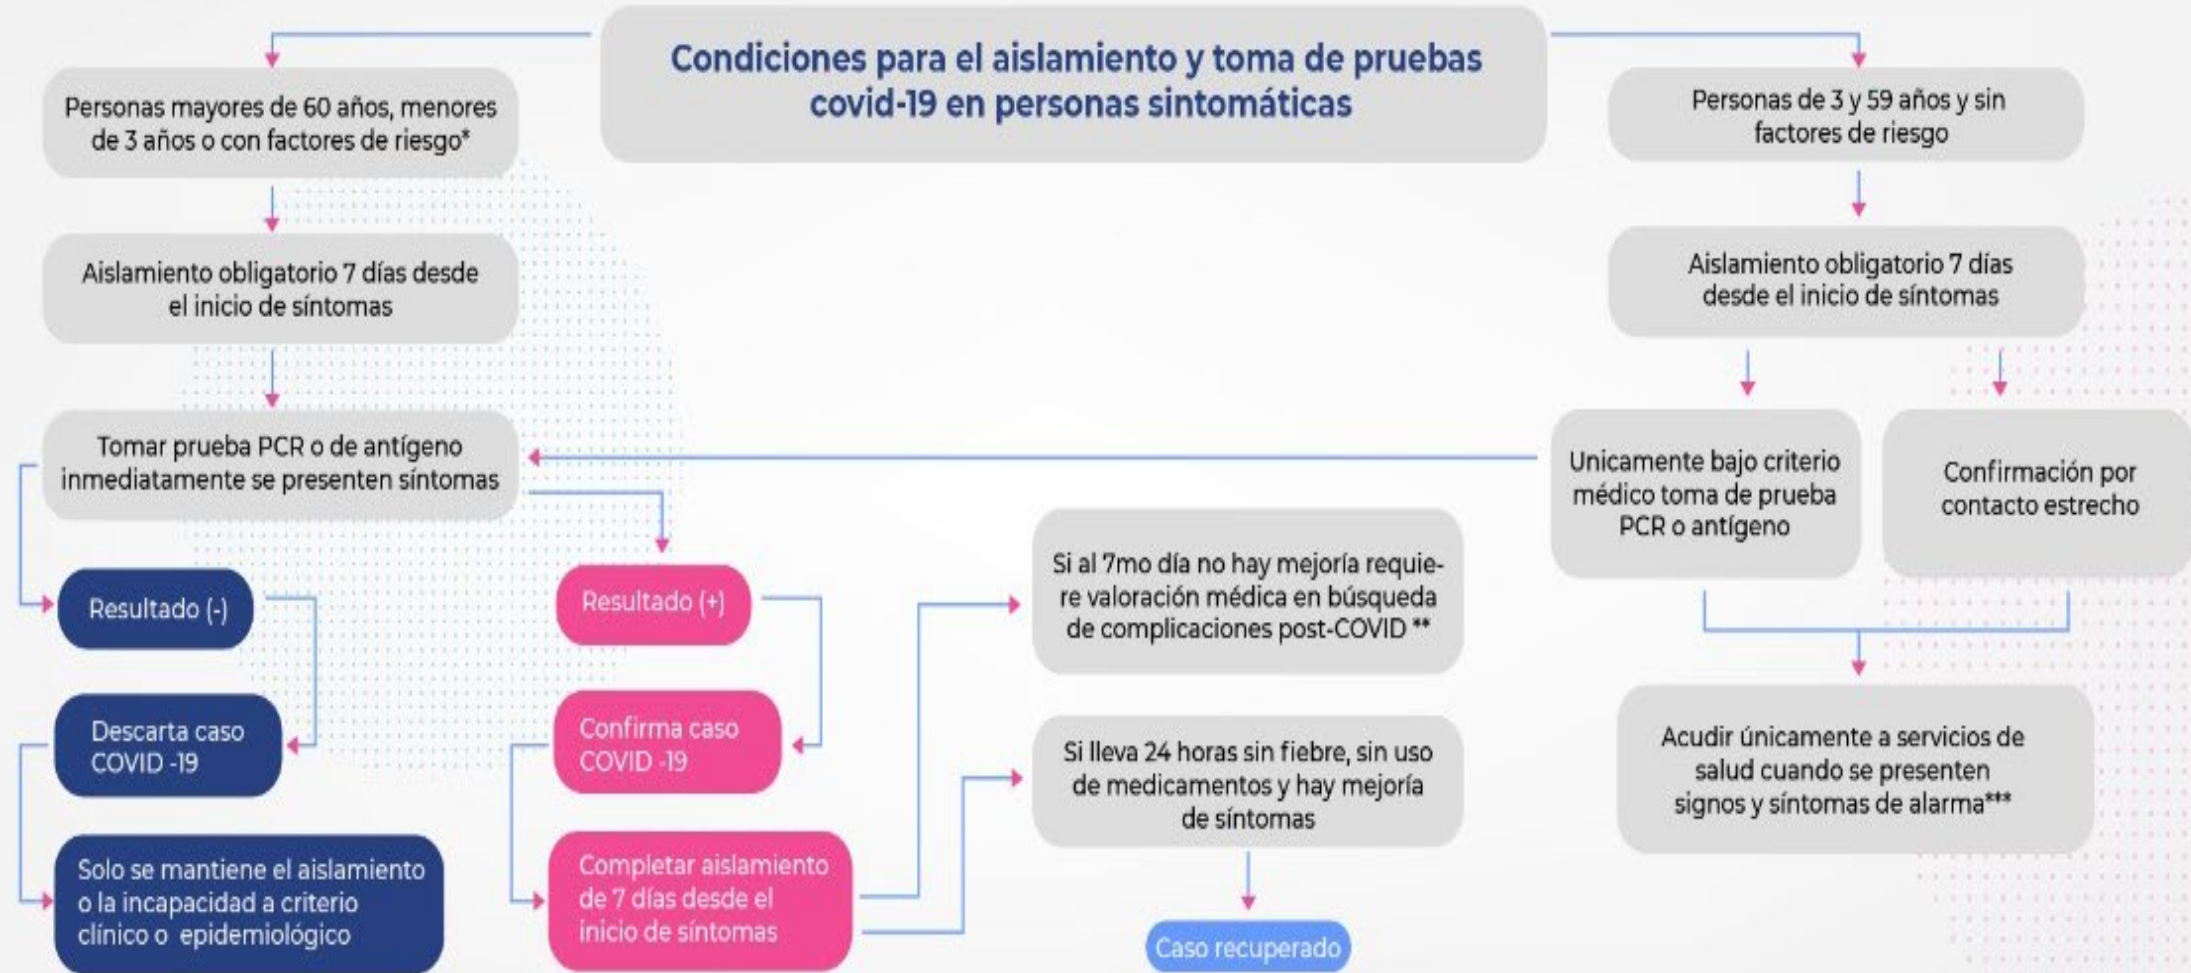 Condiciones para el aislamiento y toma de pruebas
covid-19 en personas sintomáticas
Personas mayores de 60 años, menores
de 3 años o con factores de riesgo*
Aislamiento obligatorio 7 días desde
el inicio de síntomas
Tomar prueba PCR o de antígeno
inmediatamente se presenten síntomas
Resultado (-)
Descarta caso
COVID -19
Solo se mantiene el aislamiento
o la incapacidad a criterio
clínico o epidemiológico
Resultado (+)
Confirma caso
COVID -19
Completar aislamiento
de 7 días desde el
inicio de síntomas
Si al 7mo día no hay mejoría requie-
re valoración médica en búsqueda
de complicaciones post-COVID **
Si lleva 24 horas sin fiebre, sin uso
de medicamentos y hay mejoría
de síntomas
Caso recuperado
Personas de 3 y 59 años y sin
factores de riesgo
Aislamiento obligatorio 7 días
desde el inicio de síntomas
Unicamente bajo criterio
médico toma de prueba
PCR o antígeno
Confirmación por
contacto estrecho
Acudir únicamente a servicios de
salud cuando se presenten
signos y síntomas de alarma***